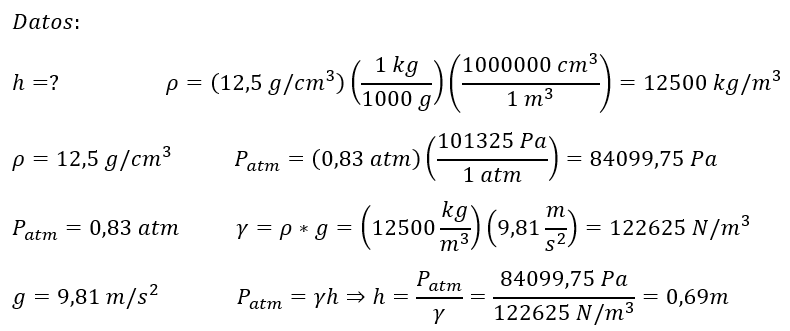 Datos:
h =? ρ = (12,5 g/cm³) (1 kg / 1000 g) (1000000 cm³ / 1 m³) = 12500 kg/m³
ρ = 12,5 g/cm³ P_atm = (0,83 atm) (101325 Pa / 1 atm) = 84099,75 Pa
P_atm = 0,83 atm γ = ρ * g = (12500 kg/m³) (9,81 m/s²) = 122625 N/m³
g = 9,81 m/s² P_atm = γh ⇒ h = P_atm / γ = 84099,75 Pa / 122625 N/m³ = 0,69m